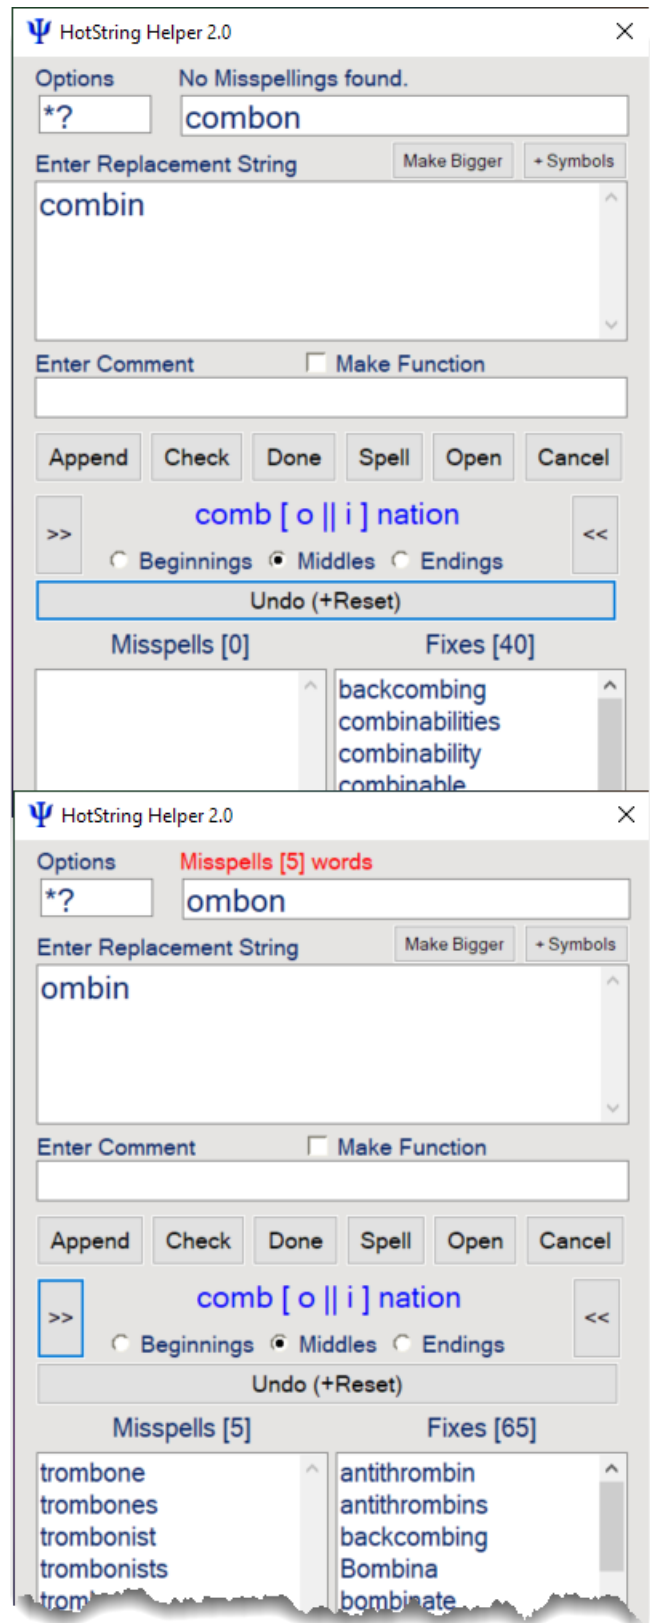 Ψ HotString Helper 2.0 ×
Options No Misspellings found.
*? combon
Enter Replacement String Make Bigger + Symbols
combin
Enter Comment Make Function
Append Check Done Spell Open Cancel
>> comb [ o || i ] nation <<
Beginnings Middles Endings
Undo (+Reset)
Misspells [0] Fixes [40]
backcombing
combinabilities
combinability
combinable
Ψ HotString Helper 2.0 ×
Options Misspells [5] words
*? ombon
Enter Replacement String Make Bigger + Symbols
ombin
Enter Comment Make Function
Append Check Done Spell Open Cancel
>> comb [ o || i ] nation <<
Beginnings Middles Endings
Undo (+Reset)
Misspells [5] Fixes [65]
trombone antithrombin
trombones antithrombins
trombonist backcombing
trombonists Bombina
bombinate